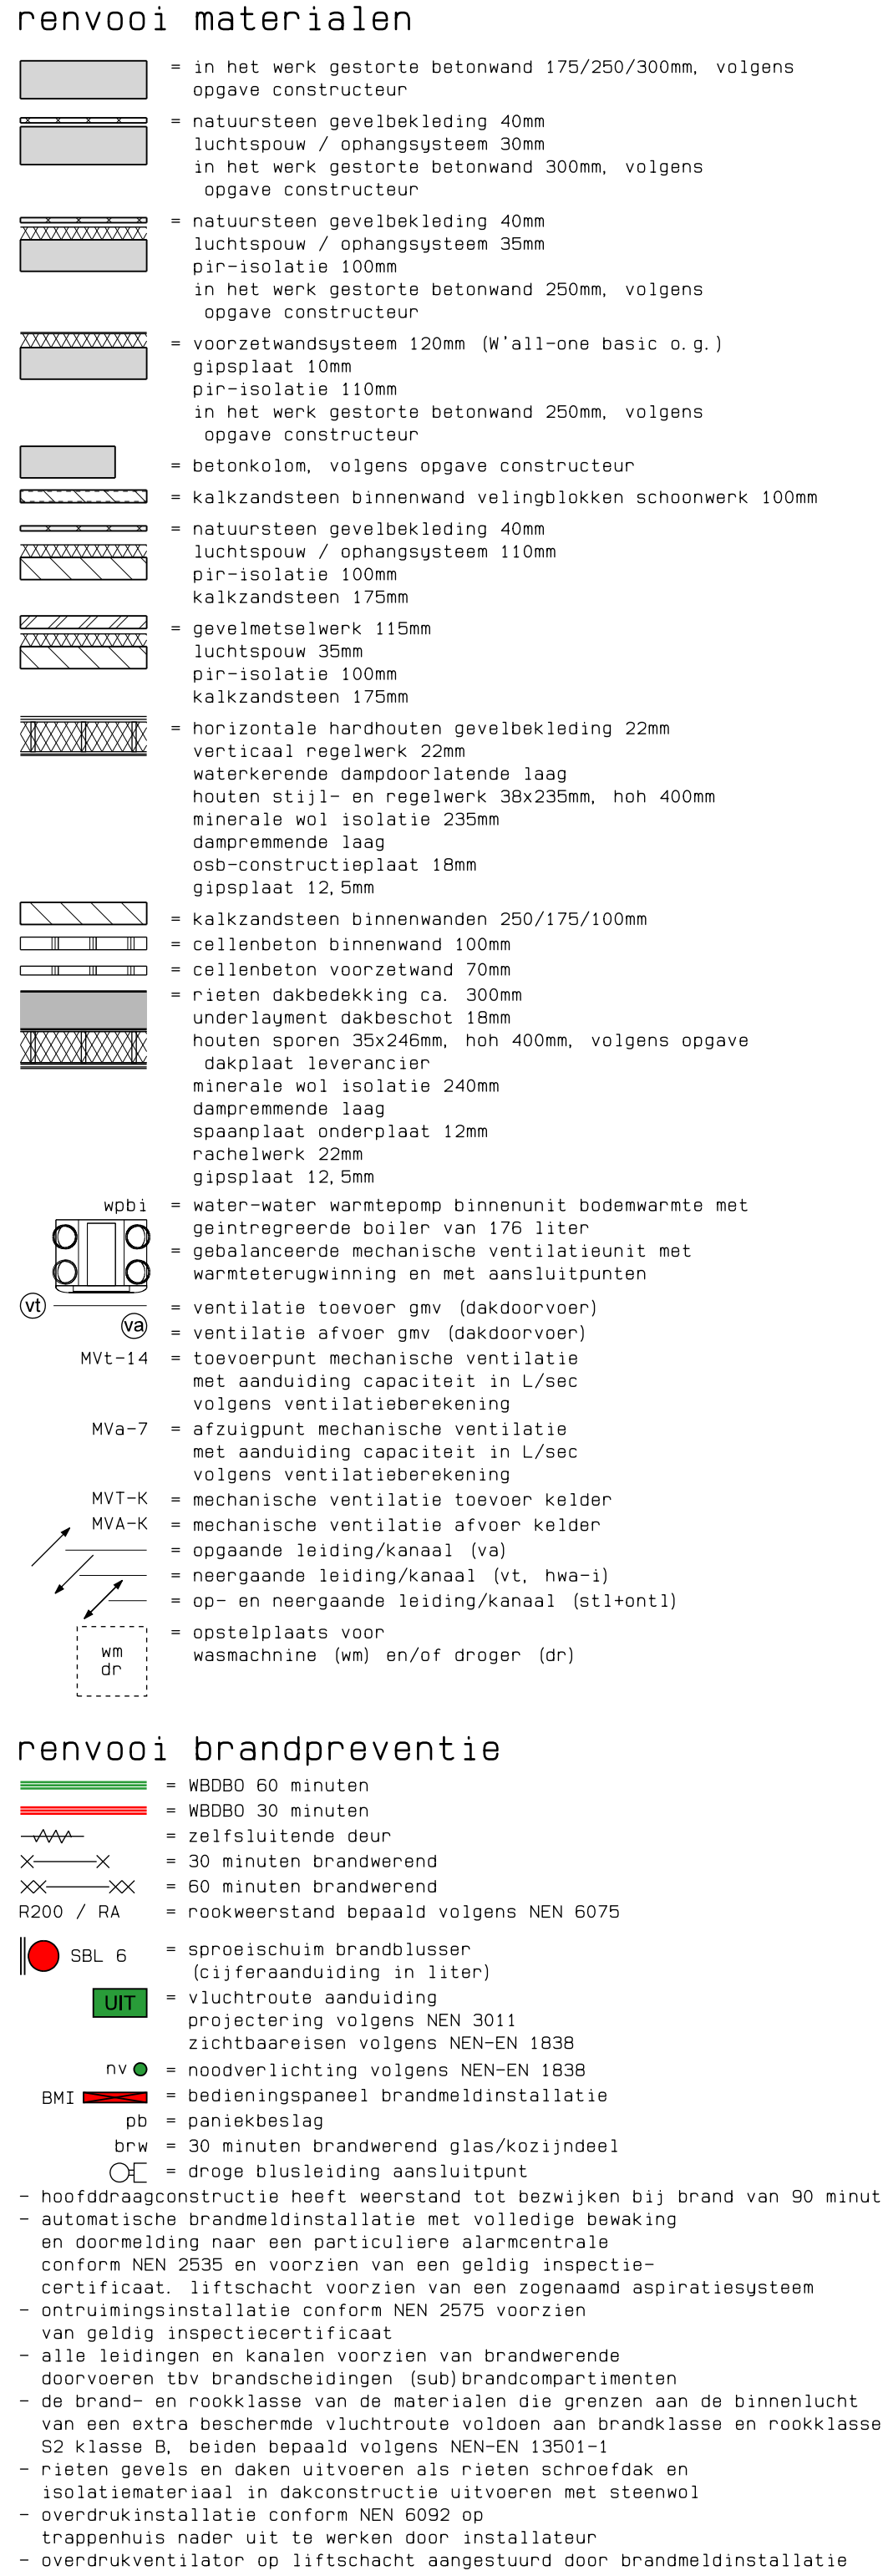 renvooi materialen
= in het werk gestorte betonwand 175/250/300mm, volgens
opgave constructeur
= natuursteen gevelbekleding 40mm
luchtspouw / ophangsysteem 30mm
in het werk gestorte betonwand 300mm, volgens
opgave constructeur
= natuursteen gevelbekleding 40mm
luchtspouw / ophangsysteem 35mm
pir-isolatie 100mm
in het werk gestorte betonwand 250mm, volgens
opgave constructeur
= voorzetwandsysteem 120mm (W'all-one basic o.g.)
gipsplaat 10mm
pir-isolatie 110mm
in het werk gestorte betonwand 250mm, volgens
opgave constructeur
= betonkolom, volgens opgave constructeur
= kalkzandsteen binnenwand velingblokken schoonwerk 100mm
= natuursteen gevelbekleding 40mm
luchtspouw / ophangsysteem 110mm
pir-isolatie 100mm
kalkzandsteen 175mm
= gevelmetselwerk 115mm
luchtspouw 35mm
pir-isolatie 100mm
kalkzandsteen 175mm
= horizontale hardhouten gevelbekleding 22mm
verticaal regelwerk 22mm
waterkerende dampdoorlatende laag
houten stijl- en regelwerk 38x235mm, hoh 400mm
minerale wol isolatie 235mm
dampremmende laag
osb-constructieplaat 18mm
gipsplaat 12,5mm
= kalkzandsteen binnenwanden 250/175/100mm
= cellenbeton binnenwand 100mm
= cellenbeton voorzetwand 70mm
= rieten dakbedekking ca. 300mm
underlayment dakbeschot 18mm
houten sporen 35x246mm, hoh 400mm, volgens opgave
dakplaat leverancier
minerale wol isolatie 240mm
dampremmende laag
spaanplaat onderplaat 12mm
rachelwerk 22mm
gipsplaat 12,5mm
wpbi = water-water warmtepomp binnenunit bodemwarmte met
geintregreerde boiler van 176 liter
= gebalanceerde mechanische ventilatieunit met
warmteterugwinning en met aansluitpunten
vt = ventilatie toevoer gmv (dakdoorvoer)
va = ventilatie afvoer gmv (dakdoorvoer)
MVt-14 = toevoerpunt mechanische ventilatie
met aanduiding capaciteit in L/sec
volgens ventilatieberekening
MVa-7 = afzuigpunt mechanische ventilatie
met aanduiding capaciteit in L/sec
volgens ventilatieberekening
MVT-K = mechanische ventilatie toevoer kelder
MVA-K = mechanische ventilatie afvoer kelder
= opgaande leiding/kanaal (va)
= neergaande leiding/kanaal (vt, hwa-i)
= op- en neergaande leiding/kanaal (stl+ontl)
= opstelplaats voor
wm wasmachnine (wm) en/of droger (dr)
dr
renvooi brandpreventie
= WBDBO 60 minuten
= WBDBO 30 minuten
= zelfsluitende deur
= 30 minuten brandwerend
= 60 minuten brandwerend
R200 / RA = rookweerstand bepaald volgens NEN 6075
SBL 6 = sproeischuim brandblusser
(cijferaanduiding in liter)
UIT = vluchtroute aanduiding
projectering volgens NEN 3011
zichtbaareisen volgens NEN-EN 1838
nv = noodverlichting volgens NEN-EN 1838
BMI = bedieningspaneel brandmeldinstallatie
pb = paniekbeslag
brw = 30 minuten brandwerend glas/kozijndeel
= droge blusleiding aansluitpunt
- hoofddraagconstructie heeft weerstand tot bezwijken bij brand van 90 minut
- automatische brandmeldinstallatie met volledige bewaking
en doormelding naar een particuliere alarmcentrale
conform NEN 2535 en voorzien van een geldig inspectie-
certificaat. liftschacht voorzien van een zogenaamd aspiratiesysteem
- ontruimingsinstallatie conform NEN 2575 voorzien
van geldig inspectiecertificaat
- alle leidingen en kanalen voorzien van brandwerende
doorvoeren tbv brandscheidingen (sub)brandcompartimenten
- de brand- en rookklasse van de materialen die grenzen aan de binnenlucht
van een extra beschermde vluchtroute voldoen aan brandklasse en rookklasse
S2 klasse B, beiden bepaald volgens NEN-EN 13501-1
- rieten gevels en daken uitvoeren als rieten schroefdak en
isolatiemateriaal in dakconstructie uitvoeren met steenwol
- overdrukinstallatie conform NEN 6092 op
trappenhuis nader uit te werken door installateur
- overdrukventilator op liftschacht aangestuurd door brandmeldinstallatie